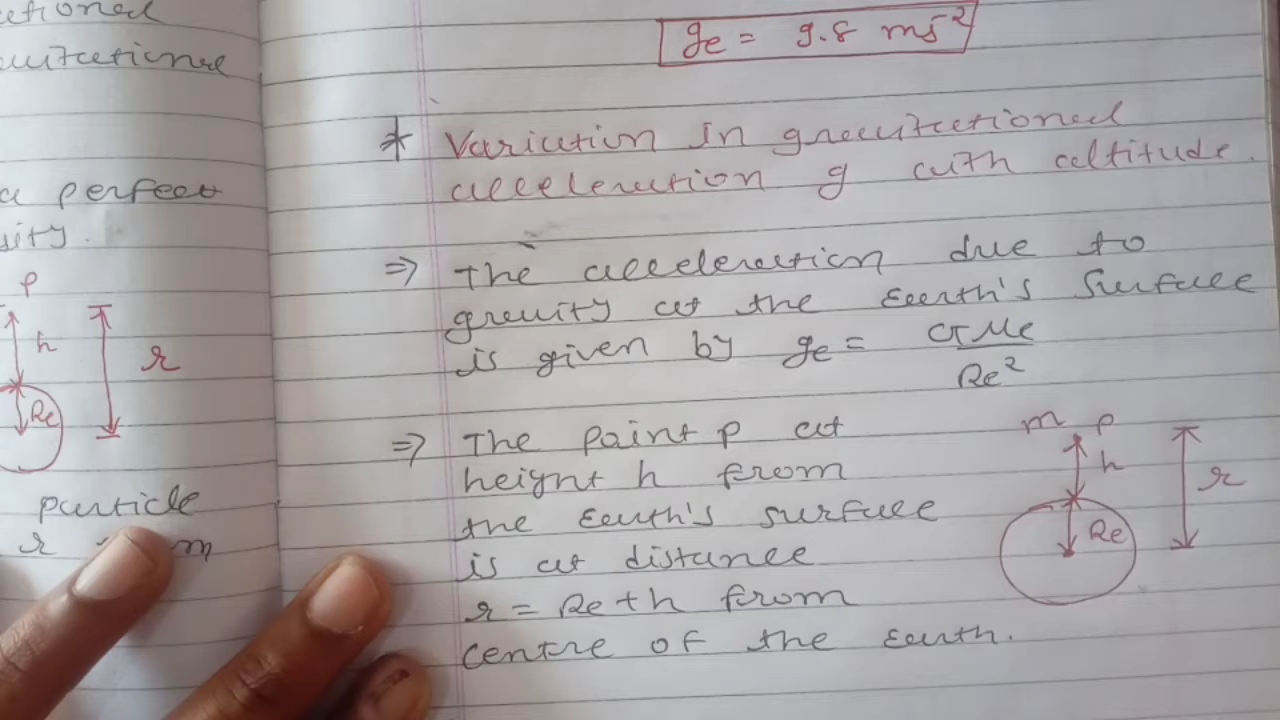 etioned
a perfect
sity.
P
h
r
Re
particle
r m
ge = 9.8 ms⁻²
* Variation in gravitational
acceleration g with altitude.
⇒ The acceleration due to
gravity at the Earth's surface
is given by ge = GMe
Re²
⇒ The point p at
height h from
the Earth's surface
is at distance
r = Re + h from
centre of the Earth.
m P
h
r
Re